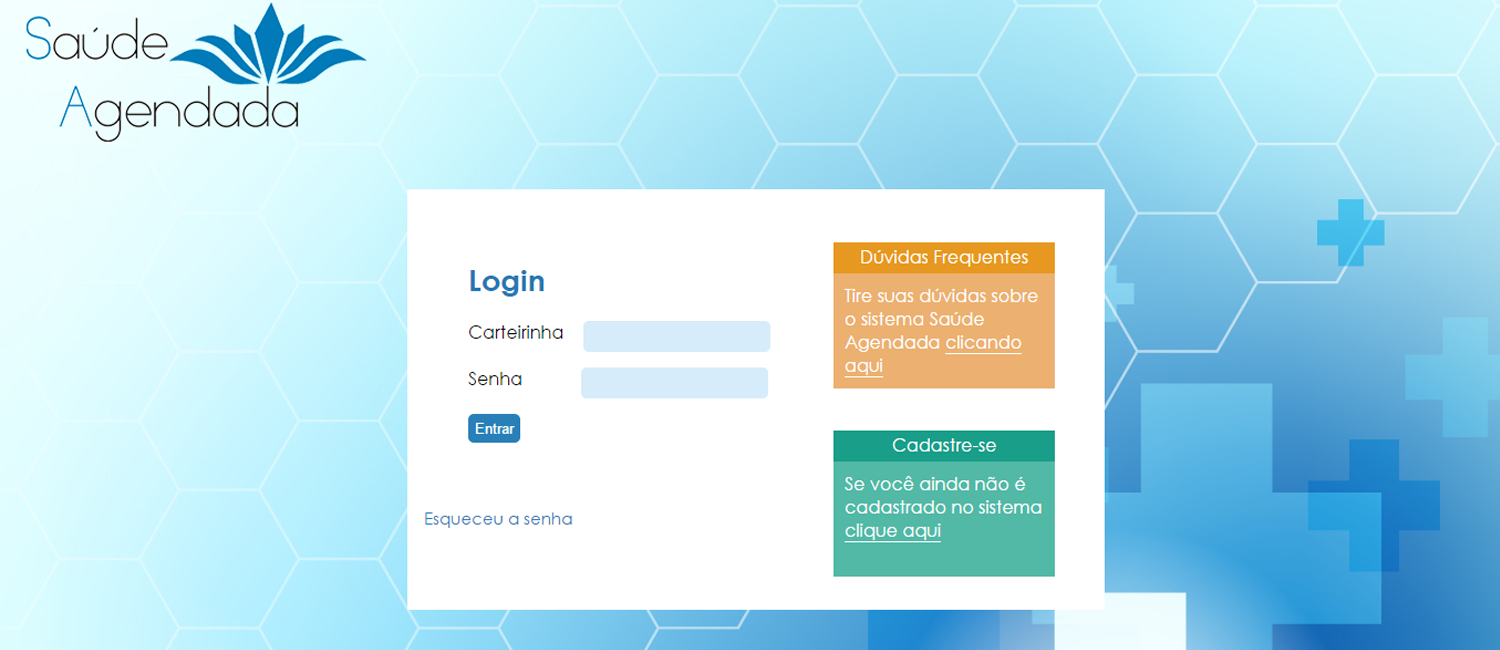 Saúde
Agendada
Login
Carteirinha
Senha
Entrar
Esqueceu a senha
Dúvidas Frequentes
Tire suas dúvidas sobre
o sistema Saúde
Agendada clicando
aqui
Cadastre-se
Se você ainda não é
cadastrado no sistema
clique aqui